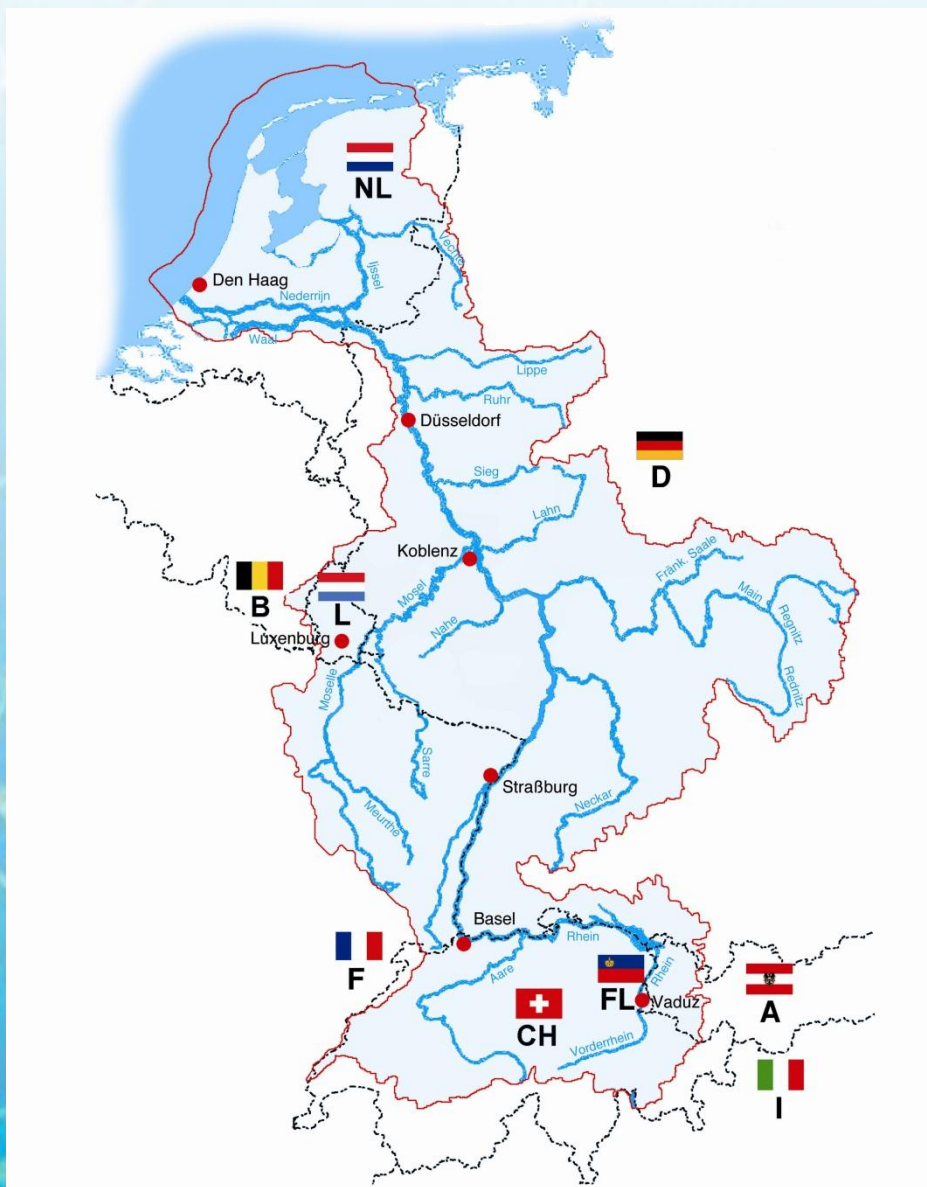 NL
Den Haag
Nederrijn
Ijssel
Vechte
Waal
Lippe
Ruhr
Düsseldorf
D
Sieg
Lahn
Koblenz
Mosel
Nahe
Fränk. Saale
Main
Regnitz
Rednitz
B
L
Luxenburg
Moselle
Sarre
Meurthe
Straßburg
Neckar
Basel
F
Rhein
Rhein
Aare
CH
FL
Vaduz
Vorderrhein
A
I